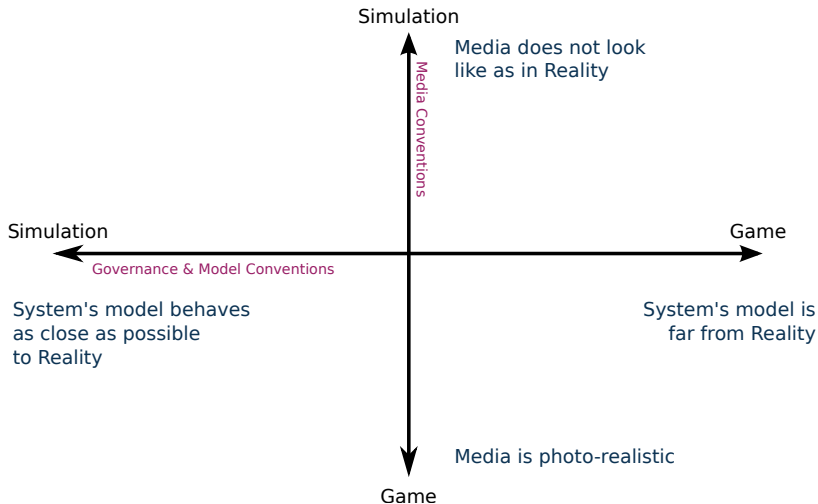 Simulation
Media does not look
like as in Reality
Media Conventions
Simulation
Game
Governance & Model Conventions
System's model behaves
as close as possible
to Reality
System's model is
far from Reality
Media is photo-realistic
Game